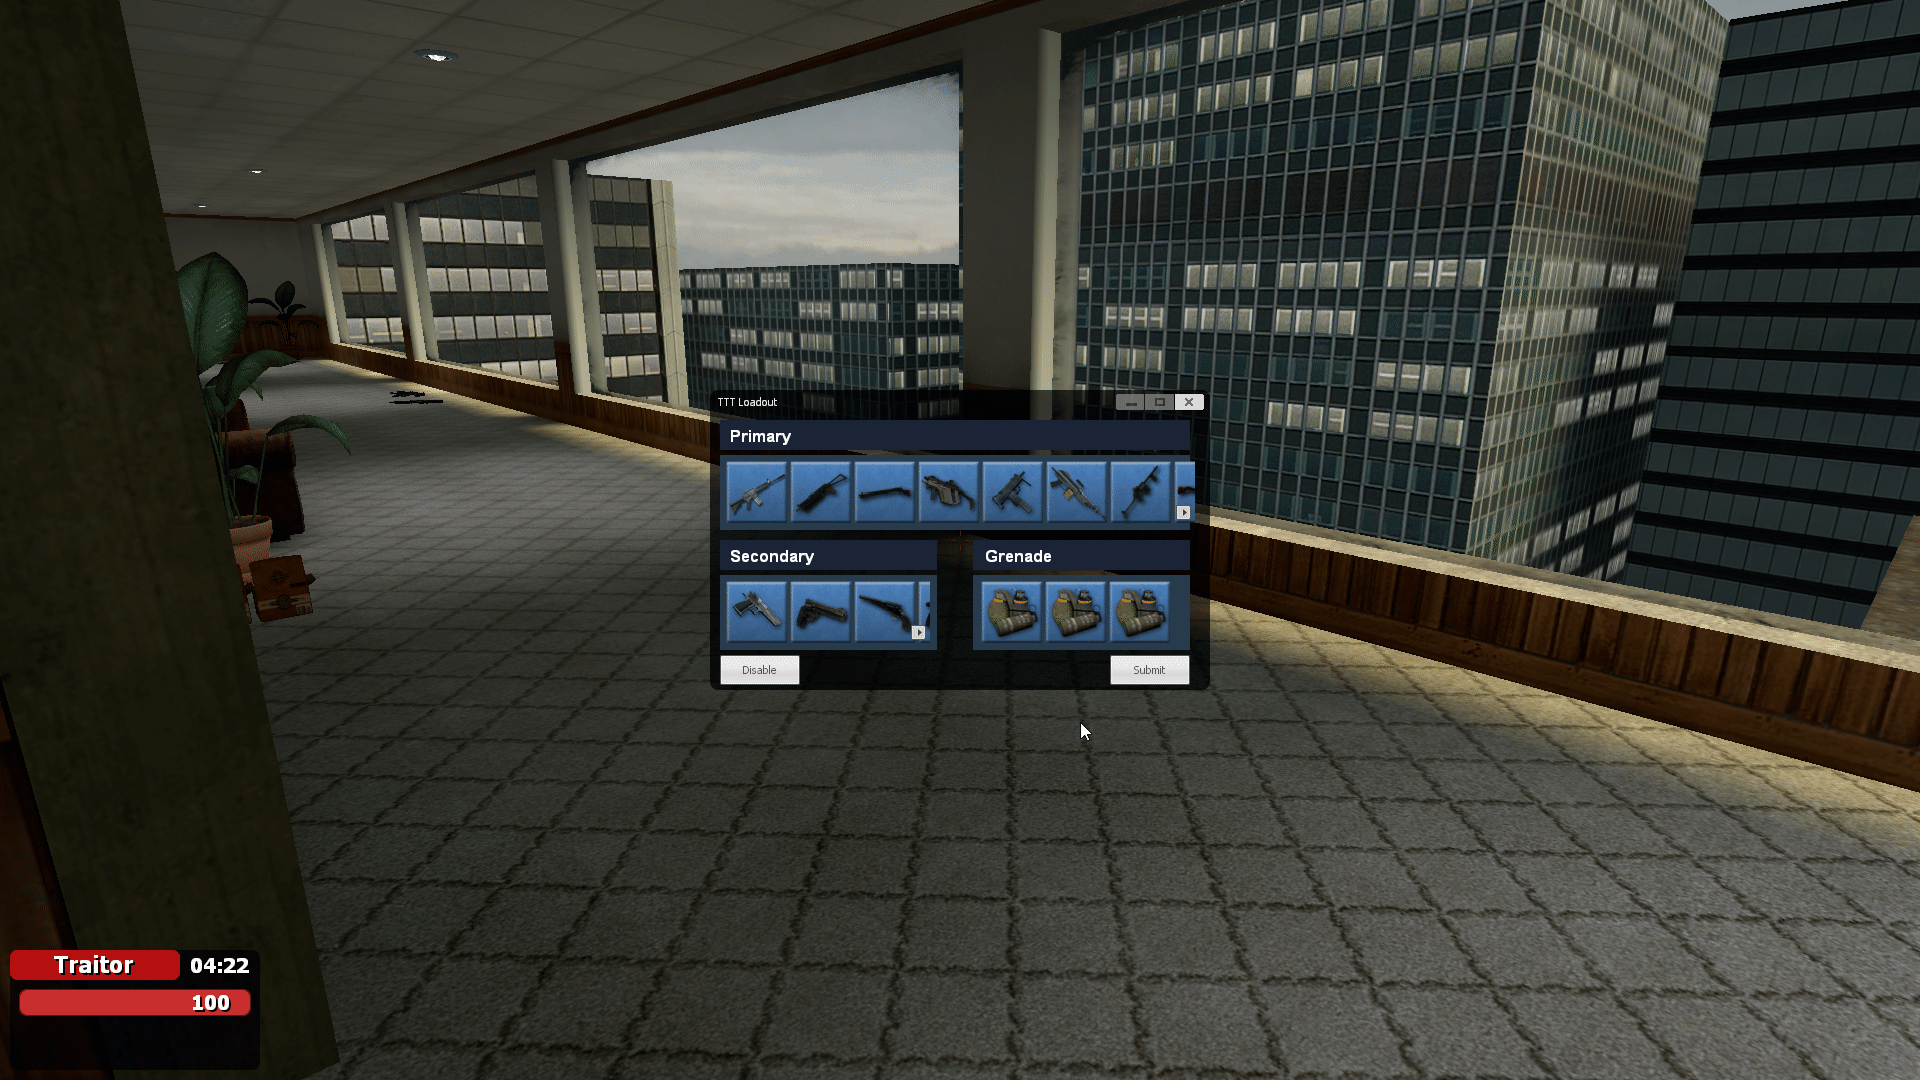 TTT Loadout
Primary
Secondary
Grenade
Disable
Submit
Traitor
04:22
100